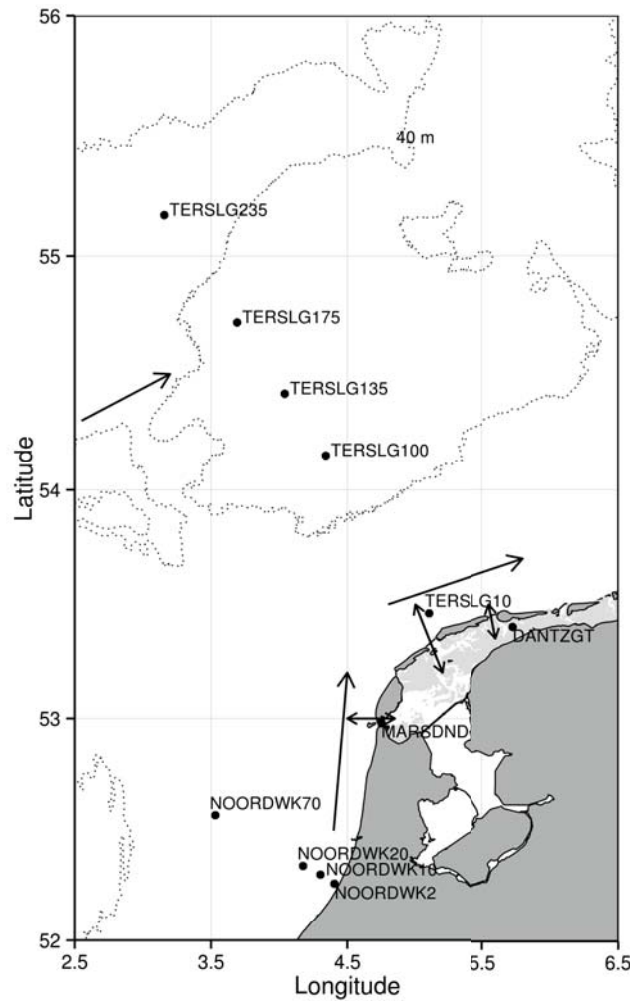 56
40 m
TERSLG235
55
TERSLG175
TERSLG135
TERSLG100
Latitude
54
TERSLG10
DANTZGT
53
MARSDND
NOORDWK70
NOORDWK20
NOORDWK10
NOORDWK2
52
2.5 3.5 4.5 5.5 6.5
Longitude